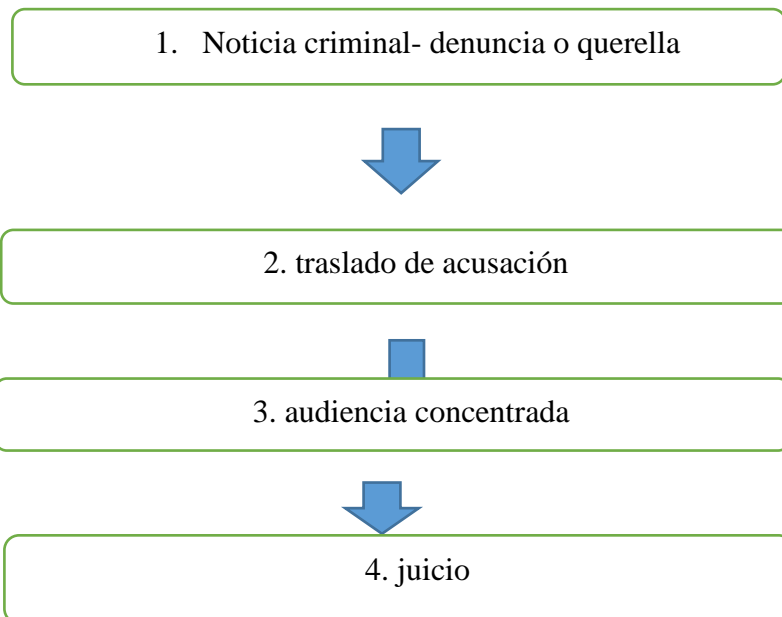 1. Noticia criminal- denuncia o querella
2. traslado de acusación
3. audiencia concentrada
4. juicio